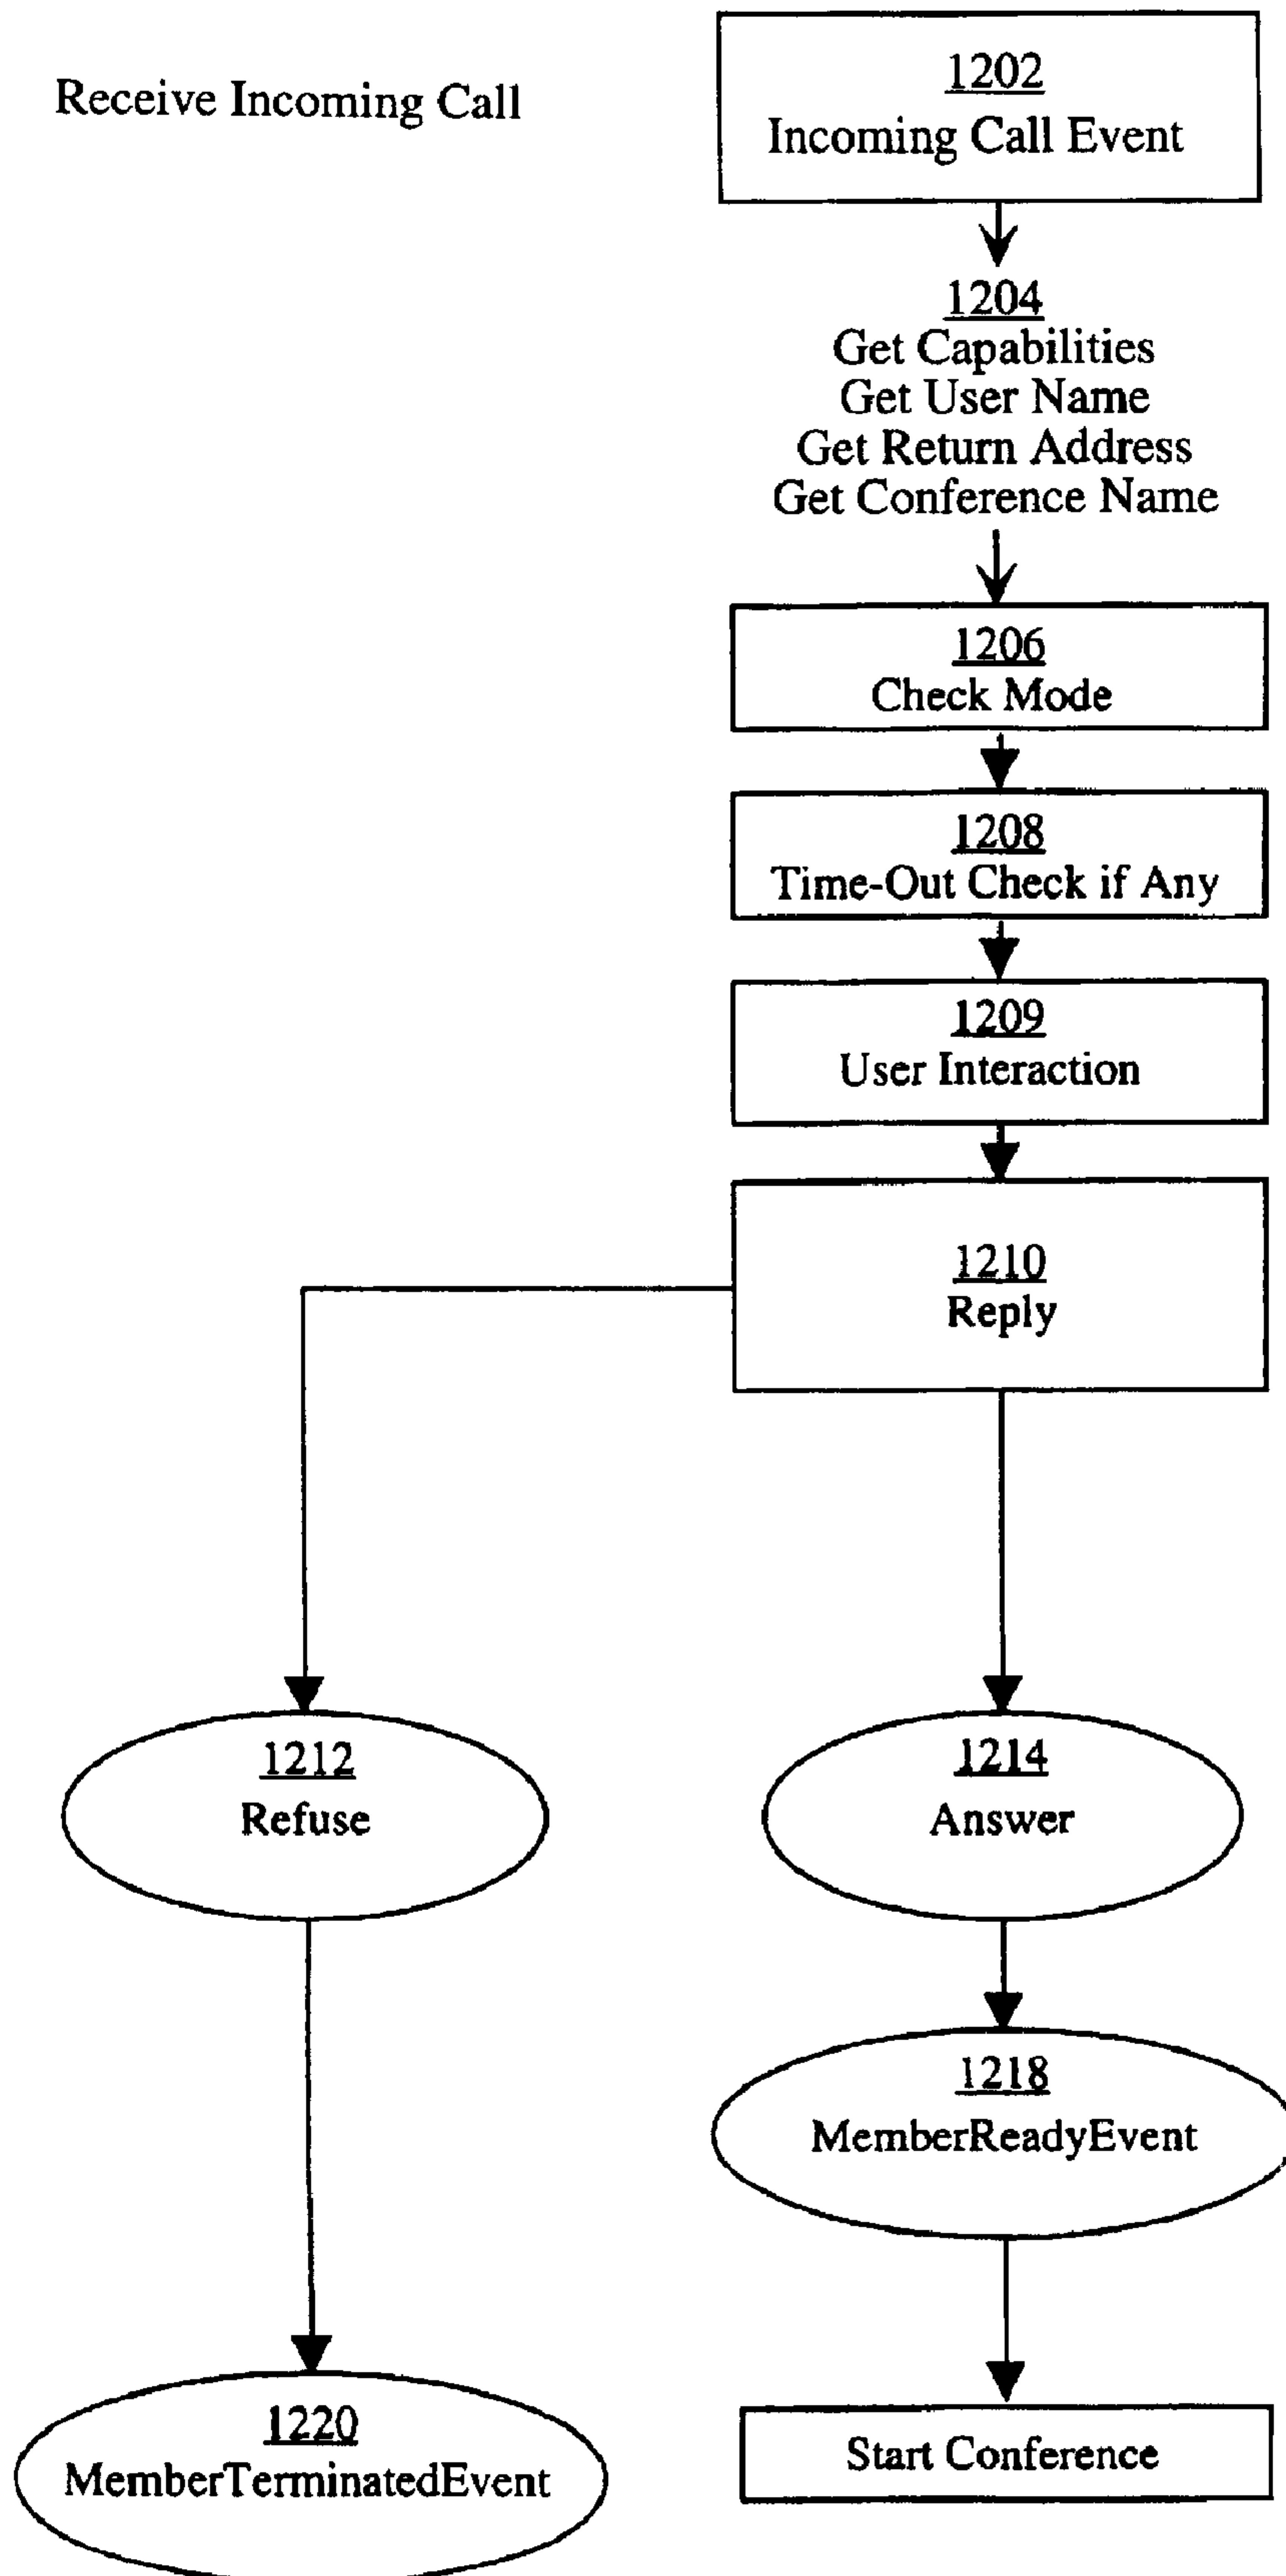 Receive Incoming Call
1202
Incoming Call Event
1204
Get Capabilities
Get User Name
Get Return Address
Get Conference Name
1206
Check Mode
1208
Time-Out Check if Any
1209
User Interaction
1210
Reply
1212
Refuse
1214
Answer
1218
MemberReadyEvent
1220
MemberTerminatedEvent
Start Conference